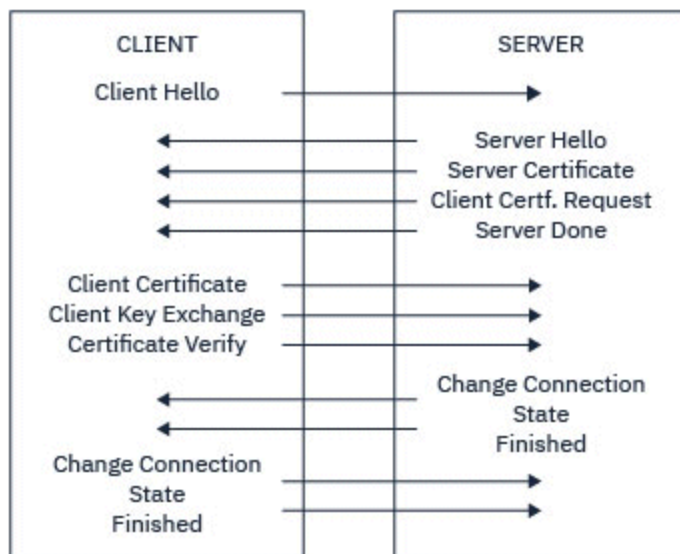 CLIENT
SERVER
Client Hello
Server Hello
Server Certificate
Client Certf. Request
Server Done
Client Certificate
Client Key Exchange
Certificate Verify
Change Connection
State
Finished
Change Connection
State
Finished